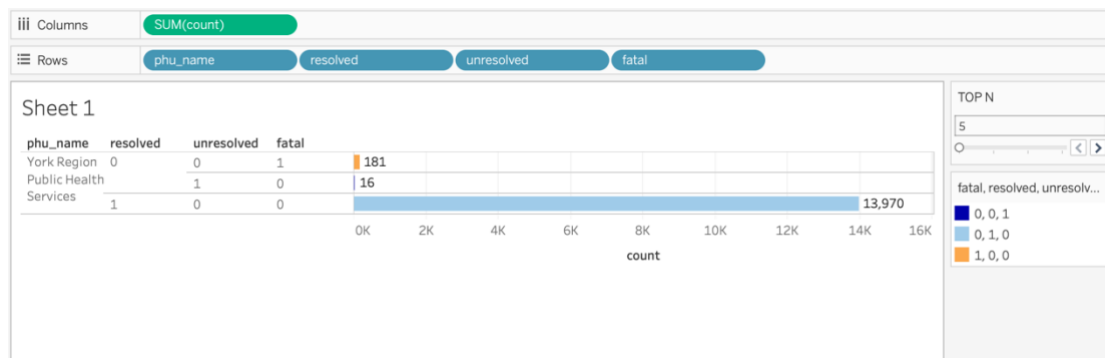 Columns SUM(count)
Rows phu_name resolved unresolved fatal
Sheet 1
phu_name resolved unresolved fatal
York Region Public Health Services 0 0 1 181
1 0 16
1 0 0 13,970
0K 2K 4K 6K 8K 10K 12K 14K 16K
count
TOP N
5
fatal, resolved, unresolv...
0, 0, 1
0, 1, 0
1, 0, 0